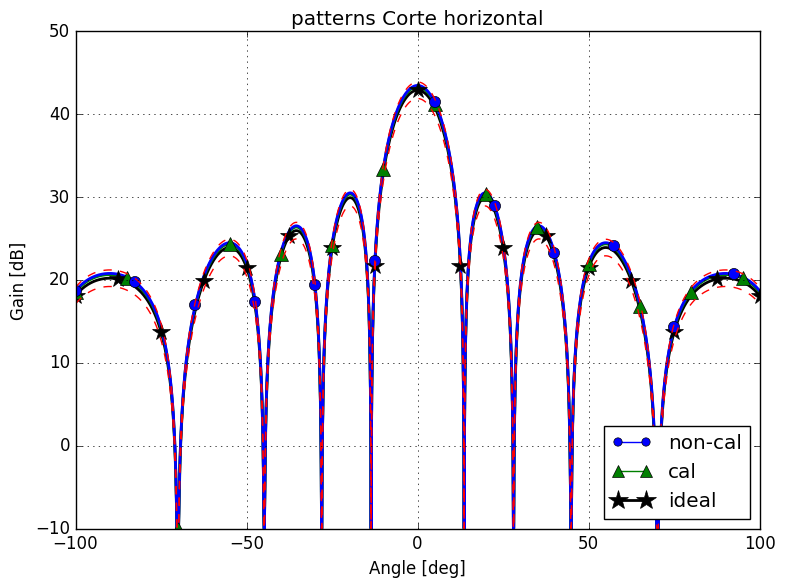 patterns Corte horizontal
50
40
30
20
10
0
−10
Gain [dB]
−100
−50
0
50
100
Angle [deg]
non-cal
cal
ideal